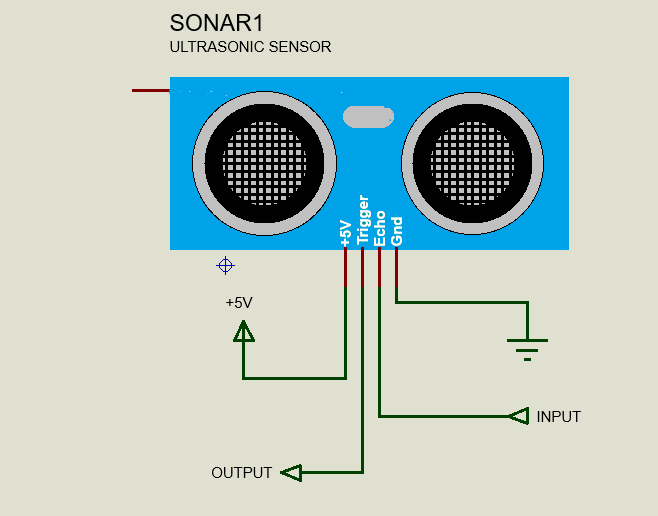 SONAR1
ULTRASONIC SENSOR
+5V
Trigger
Echo
Gnd
+5V
INPUT
OUTPUT